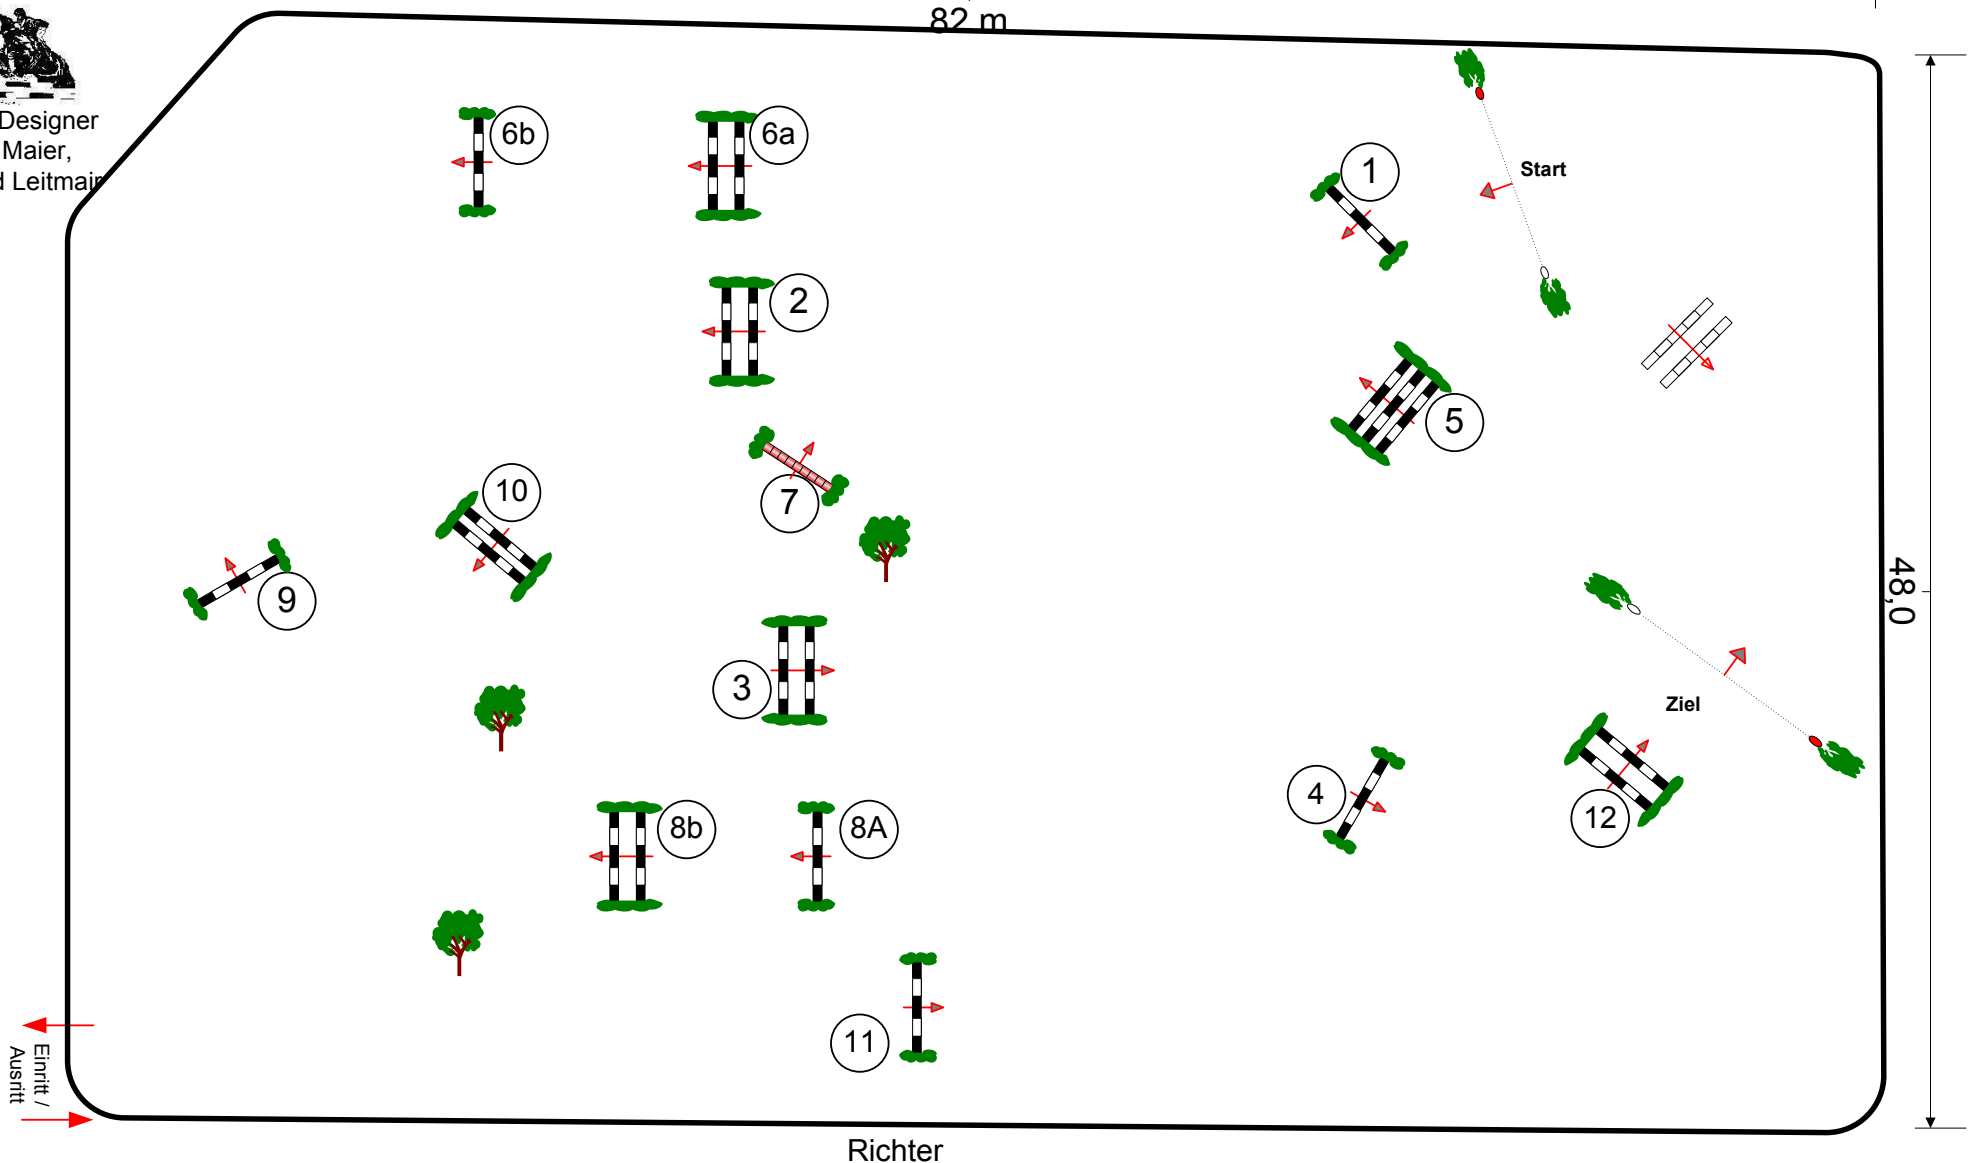 82 m
Designer
Maier,
d Leitmair
6b
6a
1
Start
2
5
10
7
9
48,0
3
Ziel
4
12
8b
8A
11
Einritt /
Ausritt
Richter